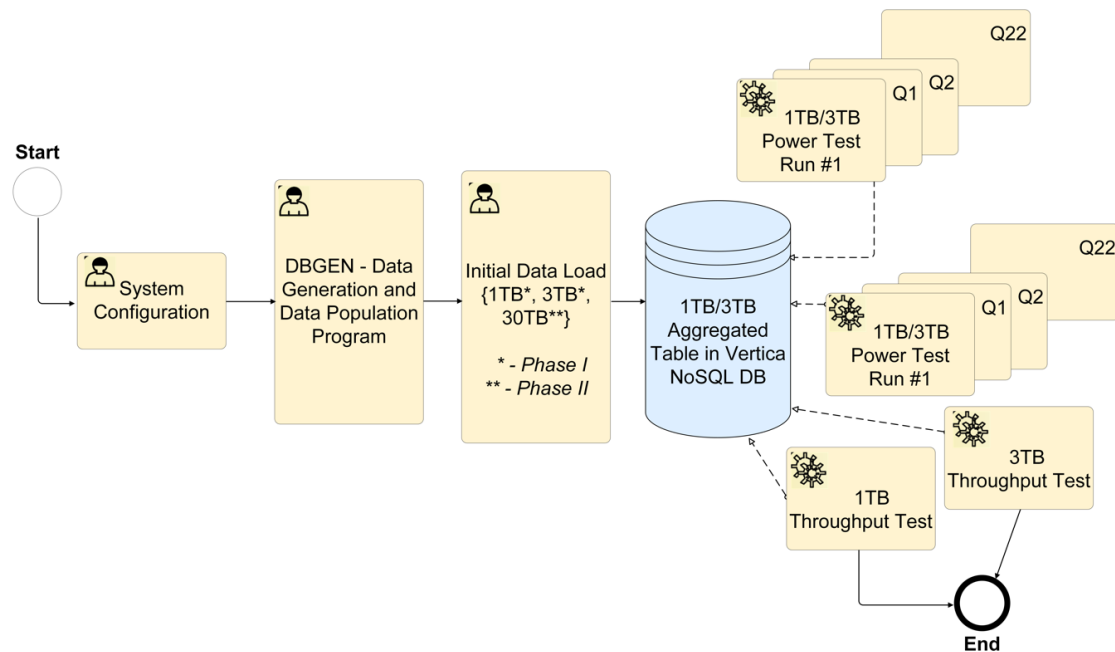 Start
System
Configuration
DBGEN - Data
Generation and
Data Population
Program
Initial Data Load
{1TB*, 3TB*,
30TB**}
* - Phase I
** - Phase II
1TB/3TB
Aggregated
Table in Vertica
NoSQL DB
1TB/3TB
Power Test
Run #1
Q1
Q2
Q22
1TB/3TB
Power Test
Run #1
Q1
Q2
Q22
3TB
Throughput Test
1TB
Throughput Test
End